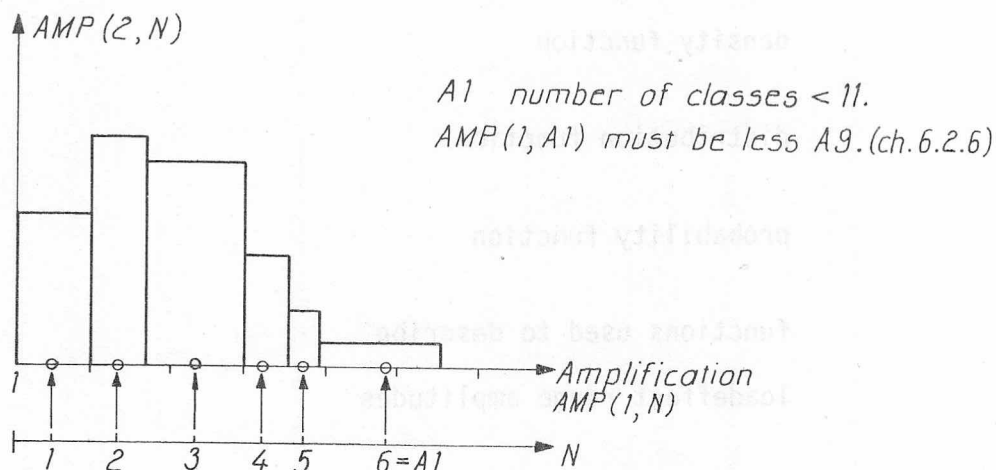 AMP(2,N)
A1 number of classes < 11.
AMP(1,A1) must be less A9.(ch.6.2.6)
density function
probability function
functions used to describe
amplitudes
1
Amplification
AMP(1,N)
1 2 3 4 5 6=A1 N